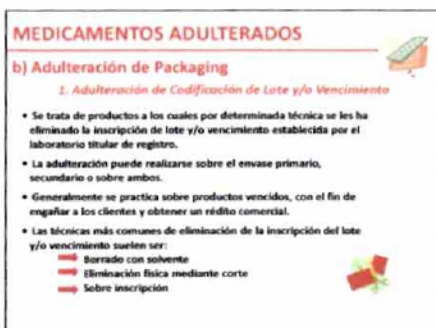 MEDICAMENTOS ADULTERADOS
b) Adulteración de Packaging
1. Adulteración de Codificación de Lote y/o Vencimiento
• Se trata de productos a los cuales por determinada técnica se les ha
eliminado la inscripción de lote y/o vencimiento establecida por el
laboratorio titular de registro.
• La adulteración puede realizarse sobre el envase primario,
secundario o sobre ambos.
• Generalmente se practica sobre productos vencidos, con el fin de
engañar a los clientes y obtener un rédito comercial.
• Las técnicas más comunes de eliminación de la inscripción del lote
y/o vencimiento suelen ser:
Borrado con solvente
Eliminación física mediante corte
Sobre inscripción